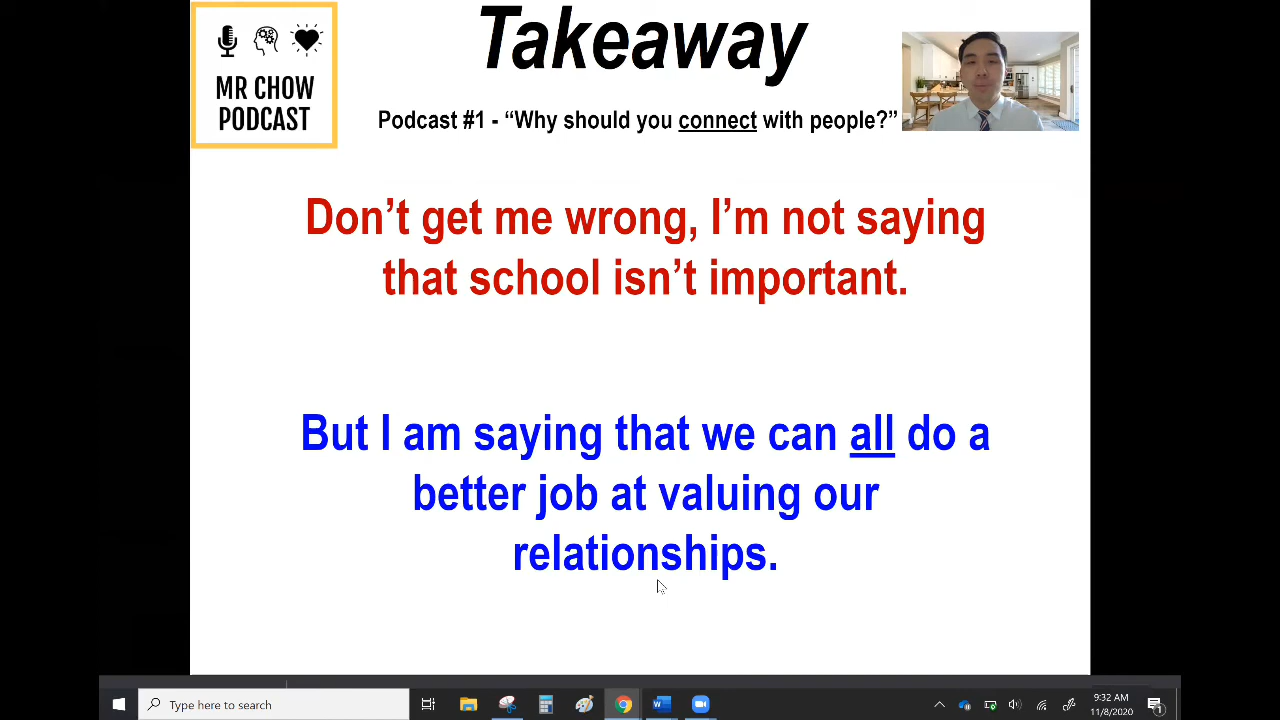 MR CHOW
PODCAST
Takeaway
Podcast #1 - “Why should you connect with people?”
Don’t get me wrong, I’m not saying
that school isn’t important.
But I am saying that we can all do a
better job at valuing our
relationships.
Type here to search
9:32 AM
11/8/2020
1